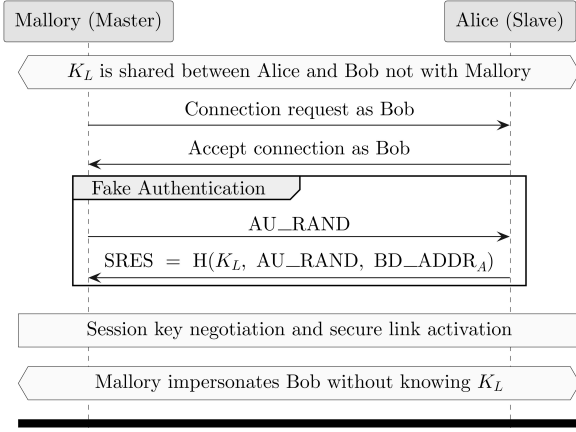 Mallory (Master)
Alice (Slave)
K_L is shared between Alice and Bob not with Mallory
Connection request as Bob
Accept connection as Bob
Fake Authentication
AU_RAND
SRES = H(K_L, AU_RAND, BD_ADDR_A)
Session key negotiation and secure link activation
Mallory impersonates Bob without knowing K_L